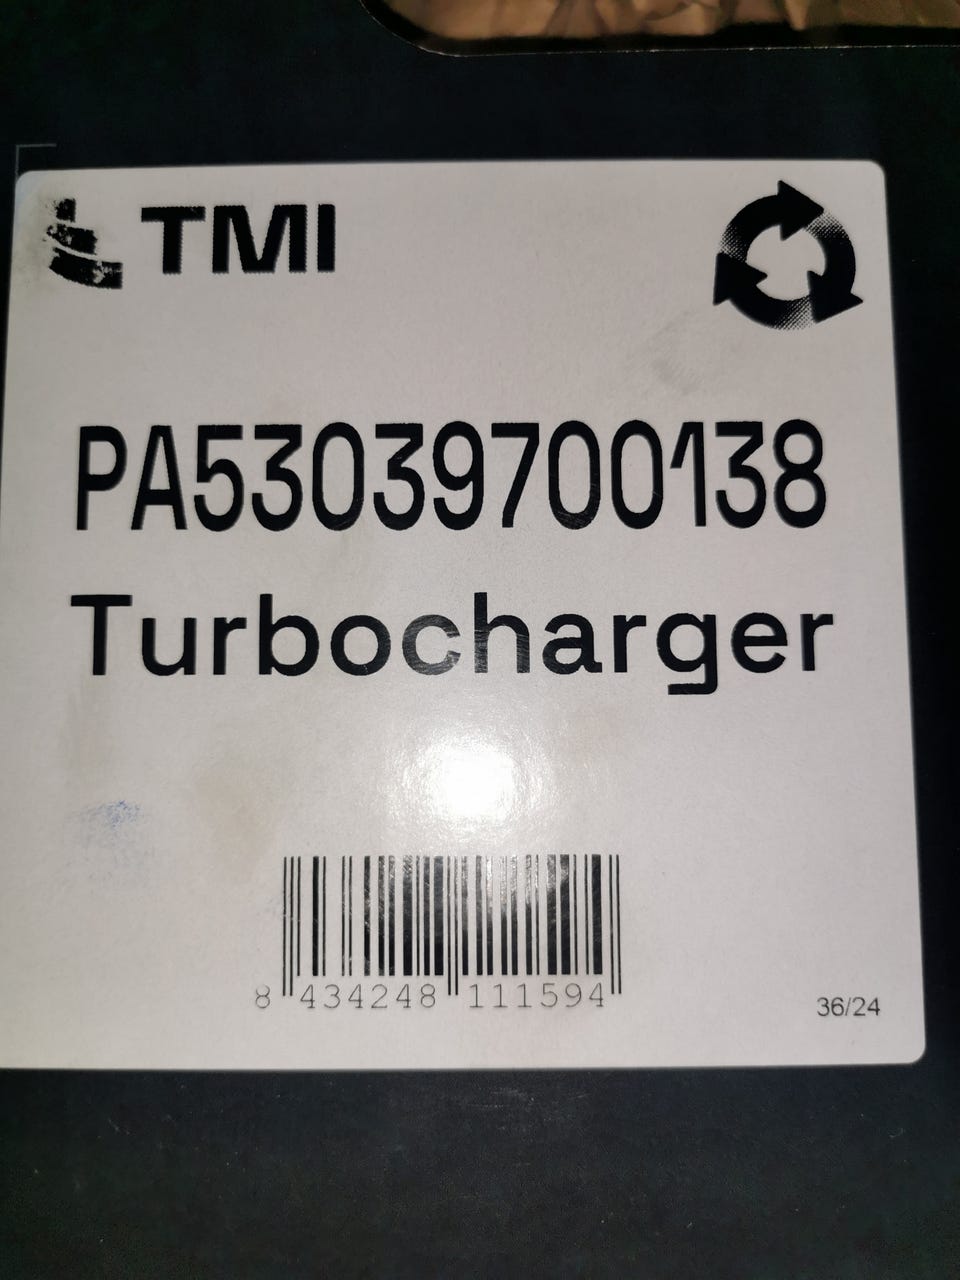 TMI
PA53039700138
Turbocharger
8 434248 111594
36/24